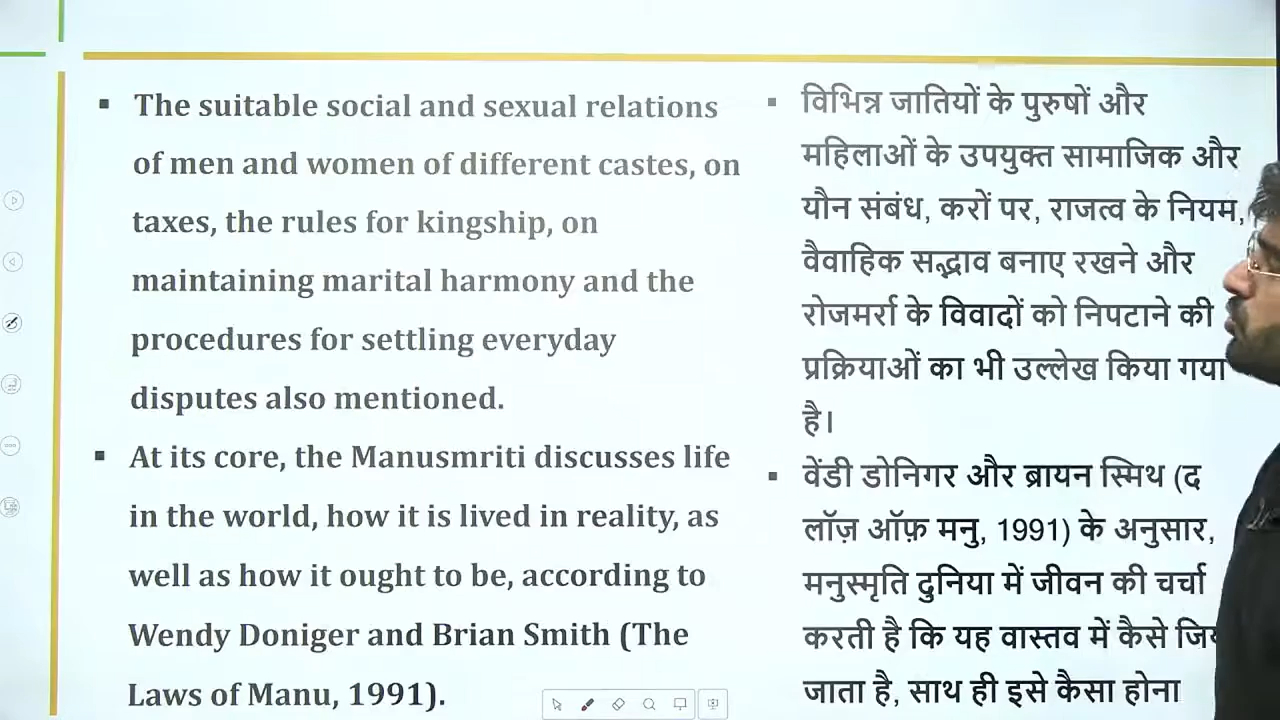 ▪ The suitable social and sexual relations
of men and women of different castes, on
taxes, the rules for kingship, on
maintaining marital harmony and the
procedures for settling everyday
disputes also mentioned.
▪ At its core, the Manusmriti discusses life
in the world, how it is lived in reality, as
well as how it ought to be, according to
Wendy Doniger and Brian Smith (The
Laws of Manu, 1991).
▪ विभिन्न जातियों के पुरुषों और
महिलाओं के उपयुक्त सामाजिक और
यौन संबंध, करों पर, राजत्व के नियम,
वैवाहिक सद्भाव बनाए रखने और
रोजमर्रा के विवादों को निपटाने की
प्रक्रियाओं का भी उल्लेख किया गया
है।
▪ वेंडी डोनिगर और ब्रायन स्मिथ (द
लॉज़ ऑफ़ मनु, 1991) के अनुसार,
मनुस्मृति दुनिया में जीवन की चर्चा
करती है कि यह वास्तव में कैसे
जाता है, साथ ही इसे कैसा होना